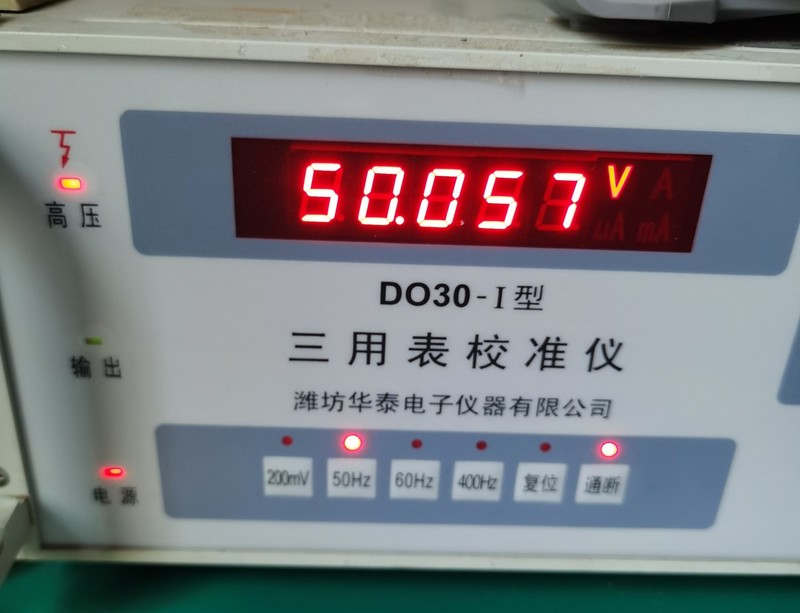 50.057 V A
uA mA
高压
DO30-I型
三用表校准仪
输出
潍坊华泰电子仪器有限公司
200mV 50Hz 60Hz 400Hz 复位 通断
电源